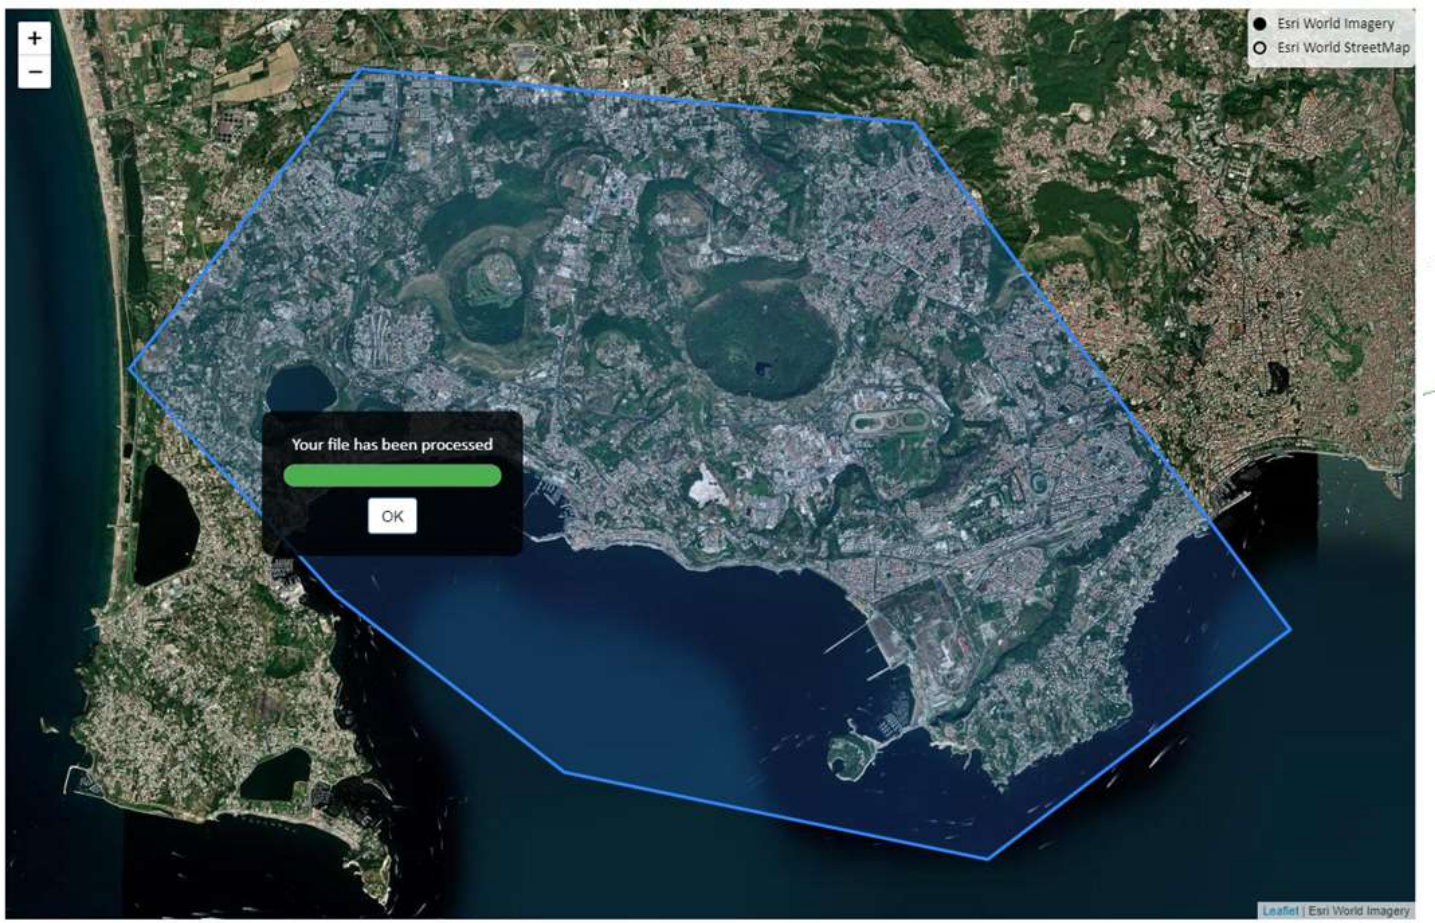 +
−
Esri World Imagery
Esri World StreetMap
Your file has been processed
OK
Leaflet | Esri World Imagery